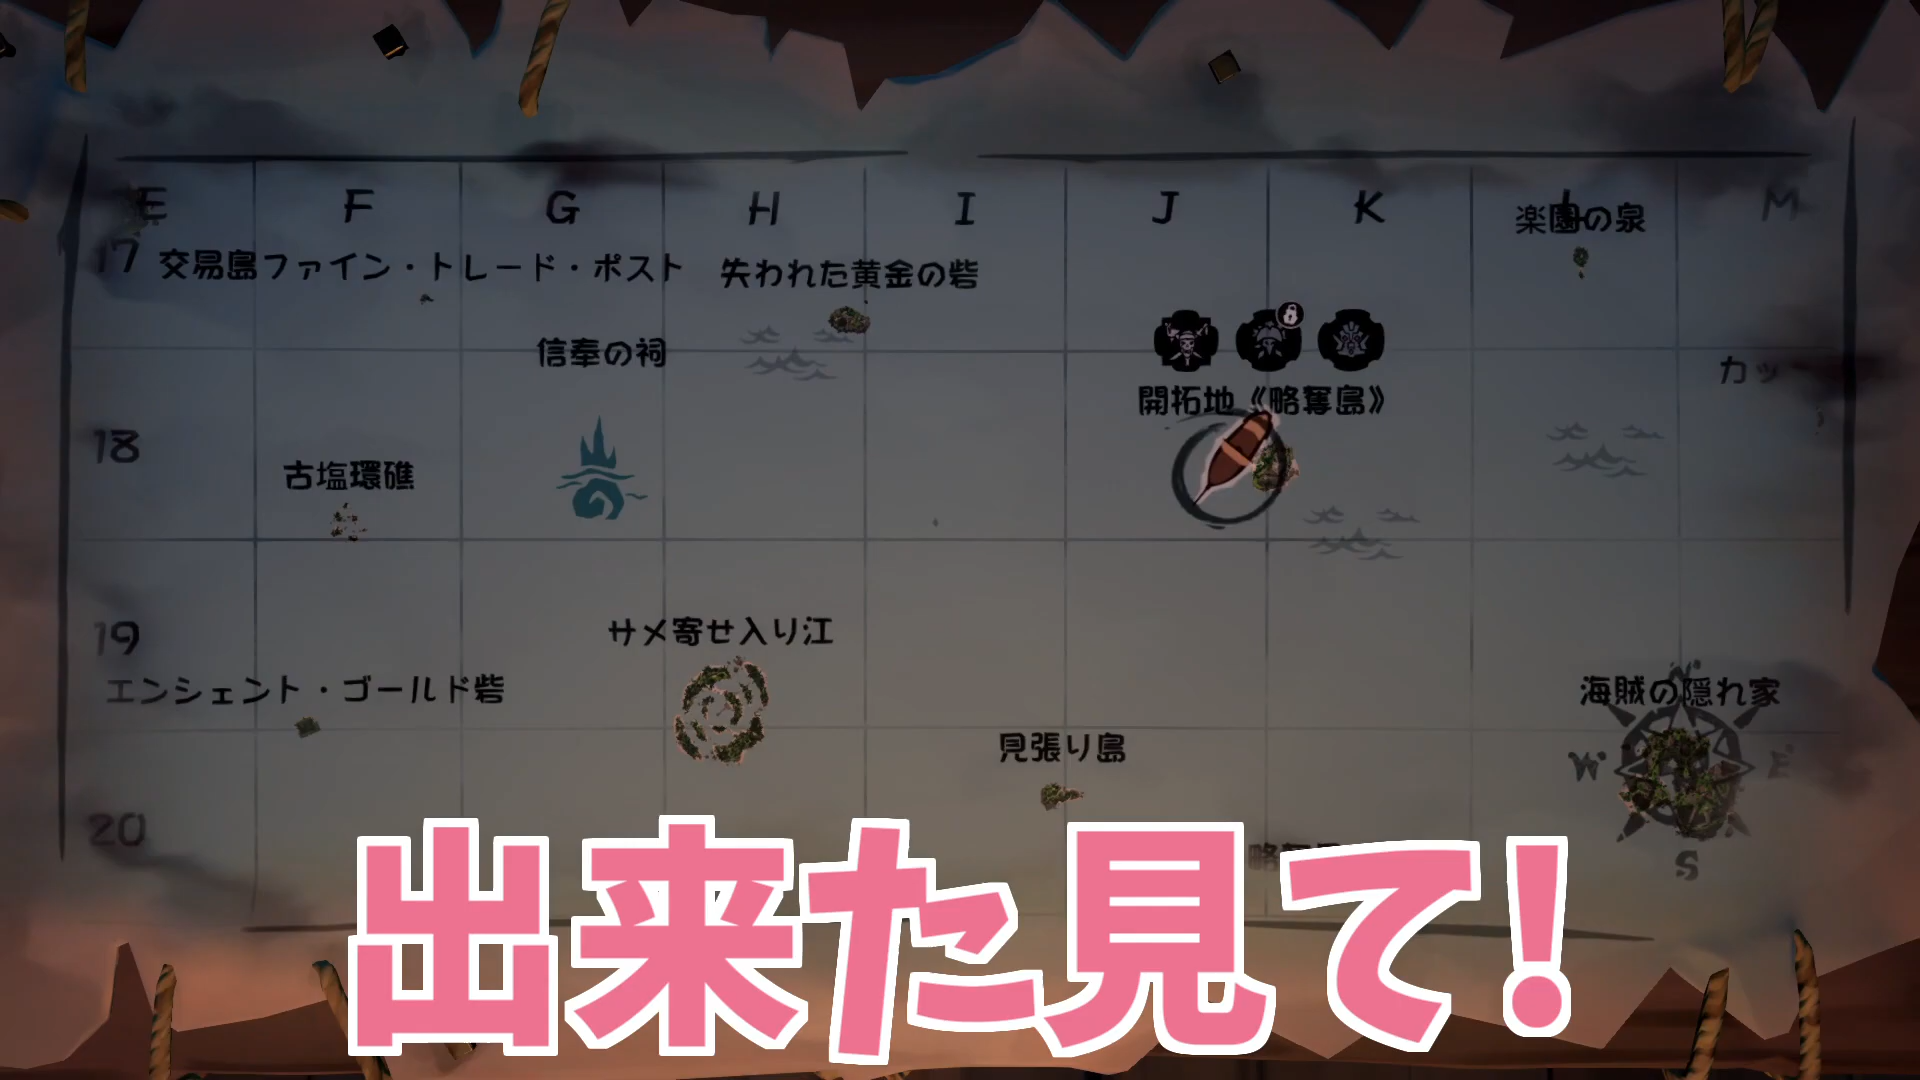 E F G H I J K L M
楽園の泉
17
交易島ファイン・トレード・ポスト
失われた黄金の砦
信奉の祠
カッ
開拓地《略奪島》
18
古塩環礁
19
サメ寄せ入り江
エンシェント・ゴールド砦
海賊の隠れ家
N
見張り島
W E
20
S
出来た見て!